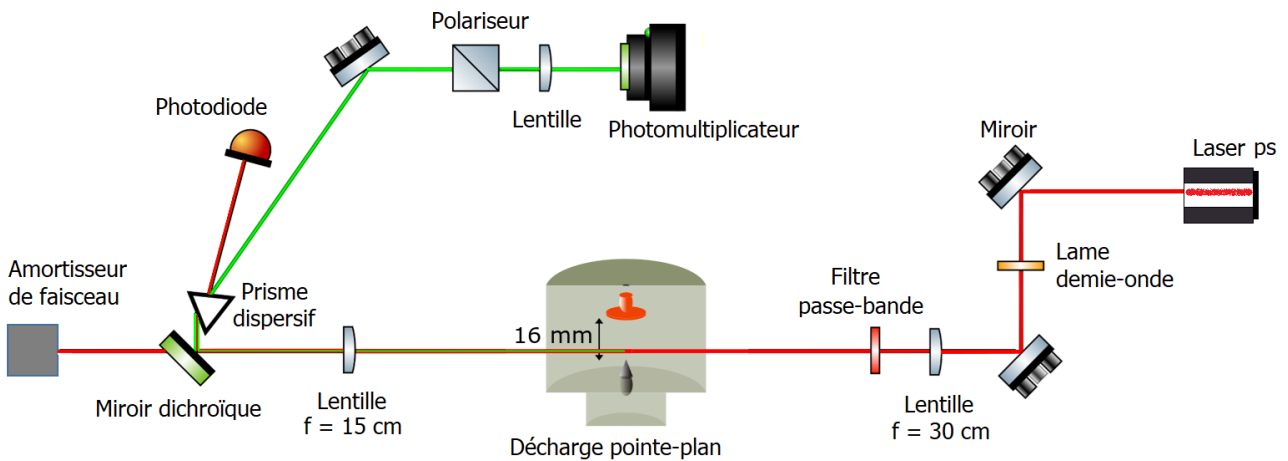 Polariseur
Photodiode
Lentille
Photomultiplicateur
Miroir
Laser ps
Amortisseur
de faisceau
Prisme
dispersif
Filtre
passe-bande
Lame
demie-onde
16 mm
Miroir dichroïque
Lentille
f = 15 cm
Décharge pointe-plan
Lentille
f = 30 cm